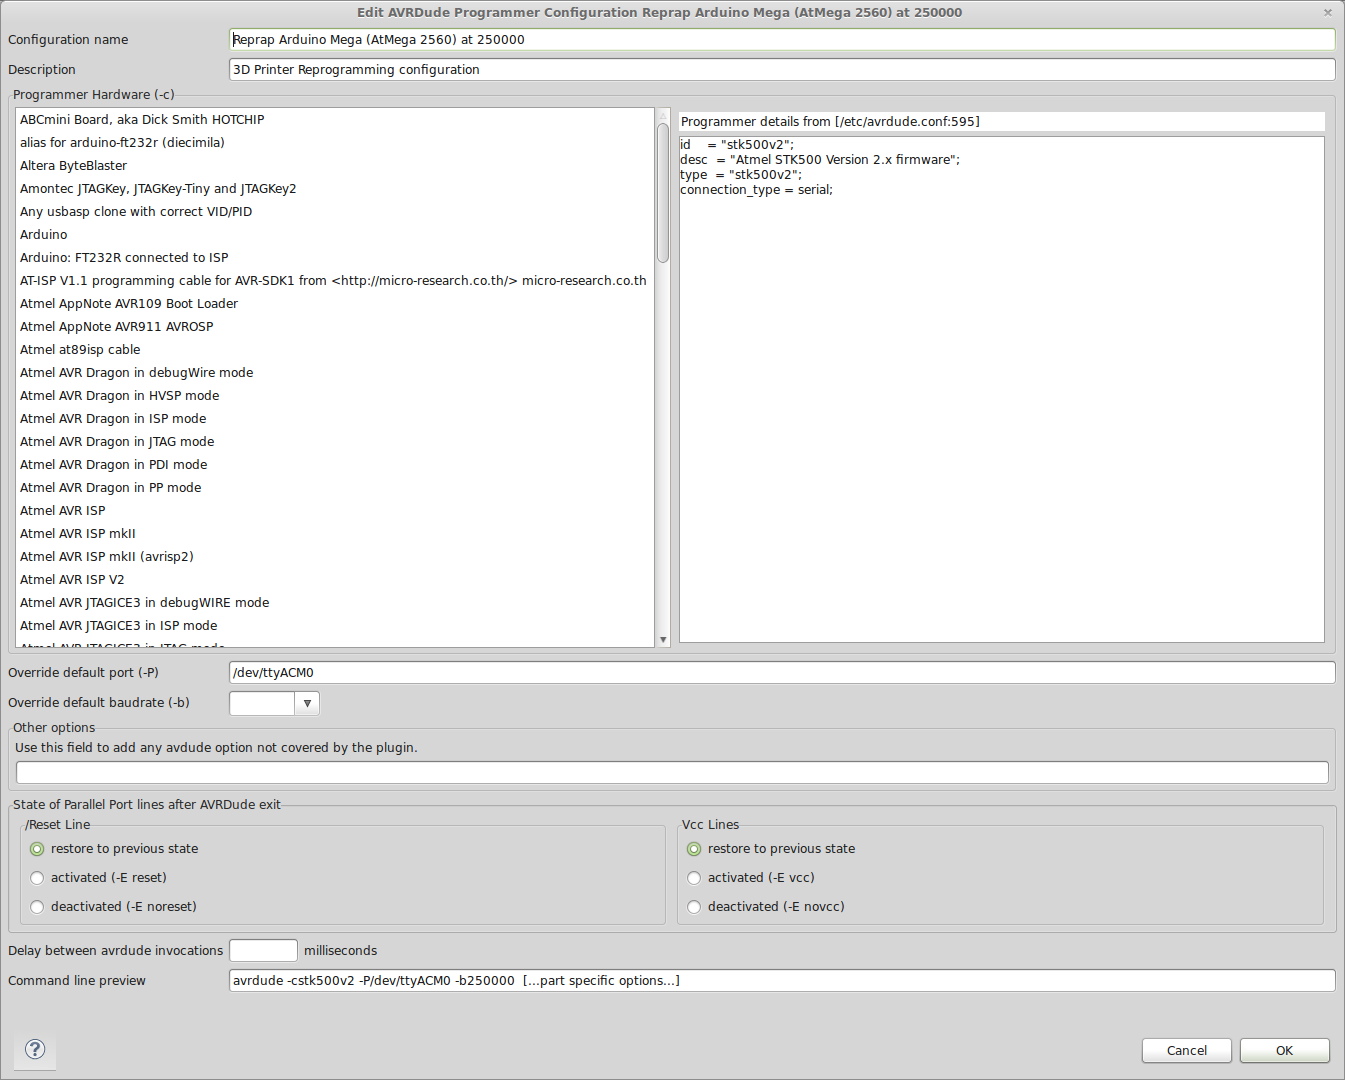 Edit AVRDude Programmer Configuration Reprap Arduino Mega (AtMega 2560) at 250000
Configuration name
Reprap Arduino Mega (AtMega 2560) at 250000
Description
3D Printer Reprogramming configuration
Programmer Hardware (-c)
ABCmini Board, aka Dick Smith HOTCHIP
alias for arduino-ft232r (diecimila)
Altera ByteBlaster
Amontec JTAGKey, JTAGKey-Tiny and JTAGKey2
Any usbasp clone with correct VID/PID
Arduino
Arduino: FT232R connected to ISP
AT-ISP V1.1 programming cable for AVR-SDK1 from <http://micro-research.co.th/> micro-research.co.th
Atmel AppNote AVR109 Boot Loader
Atmel AppNote AVR911 AVROSP
Atmel at89isp cable
Atmel AVR Dragon in debugWire mode
Atmel AVR Dragon in HVSP mode
Atmel AVR Dragon in ISP mode
Atmel AVR Dragon in JTAG mode
Atmel AVR Dragon in PDI mode
Atmel AVR Dragon in PP mode
Atmel AVR ISP
Atmel AVR ISP mkII
Atmel AVR ISP mkII (avrisp2)
Atmel AVR ISP V2
Atmel AVR JTAGICE3 in debugWIRE mode
Atmel AVR JTAGICE3 in ISP mode
Atmel AVR JTAGICE3 in JTAG mode
Programmer details from [/etc/avrdude.conf:595]
id    = "stk500v2";
desc  = "Atmel STK500 Version 2.x firmware";
type  = "stk500v2";
connection_type = serial;
Override default port (-P)
/dev/ttyACM0
Override default baudrate (-b)
Other options
Use this field to add any avdude option not covered by the plugin.
State of Parallel Port lines after AVRDude exit
/Reset Line
restore to previous state
activated (-E reset)
deactivated (-E noreset)
Vcc Lines
restore to previous state
activated (-E vcc)
deactivated (-E novcc)
Delay between avrdude invocations
milliseconds
Command line preview
avrdude -cstk500v2 -P/dev/ttyACM0 -b250000  [...part specific options...]
?
Cancel
OK